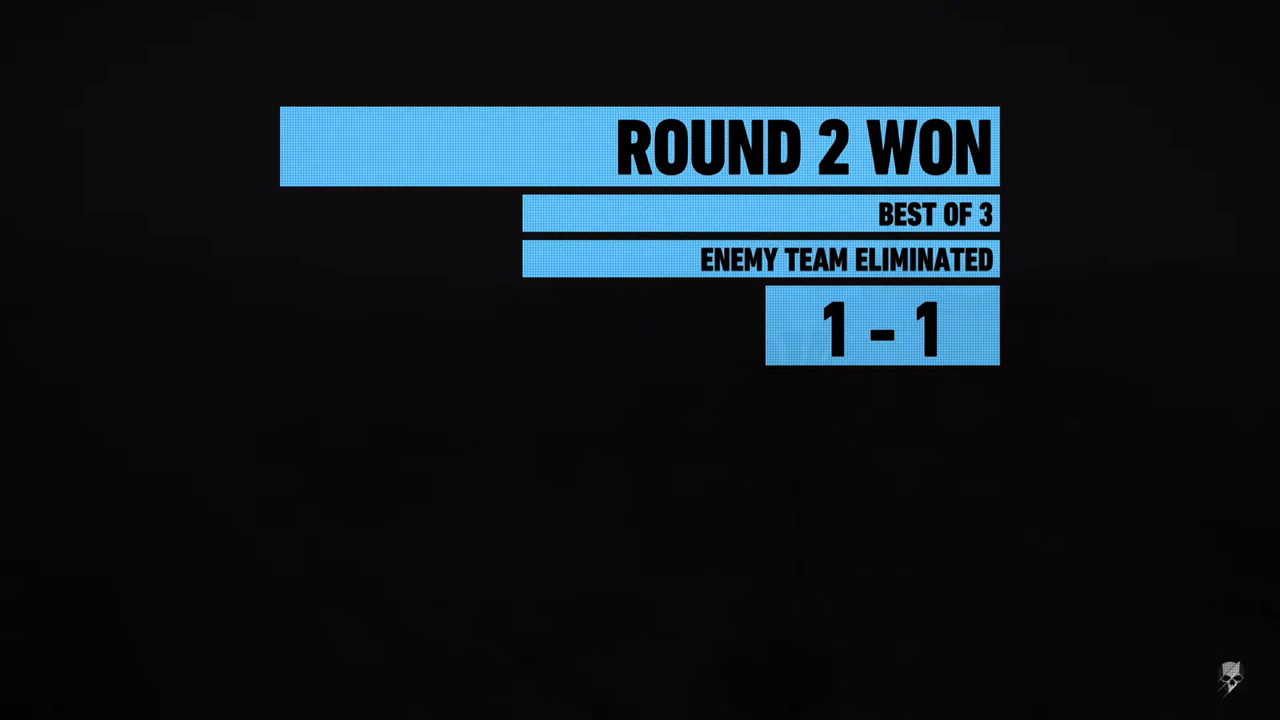 ROUND 2 WON
BEST OF 3
ENEMY TEAM ELIMINATED
1 - 1